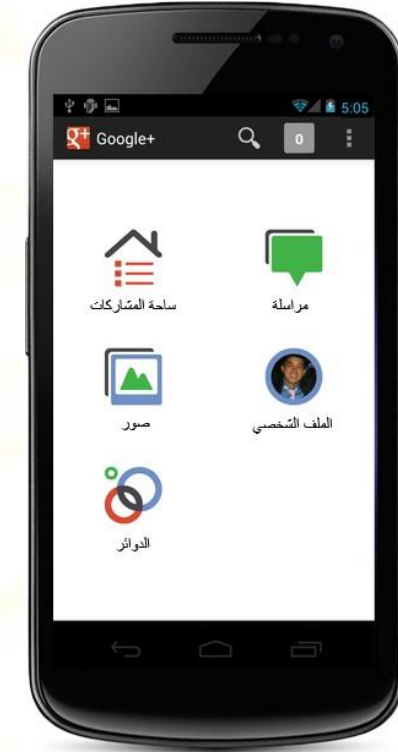 5:05
Google+
0
ساحة المشاركات
مراسلة
صور
الملف الشخصي
الدوائر